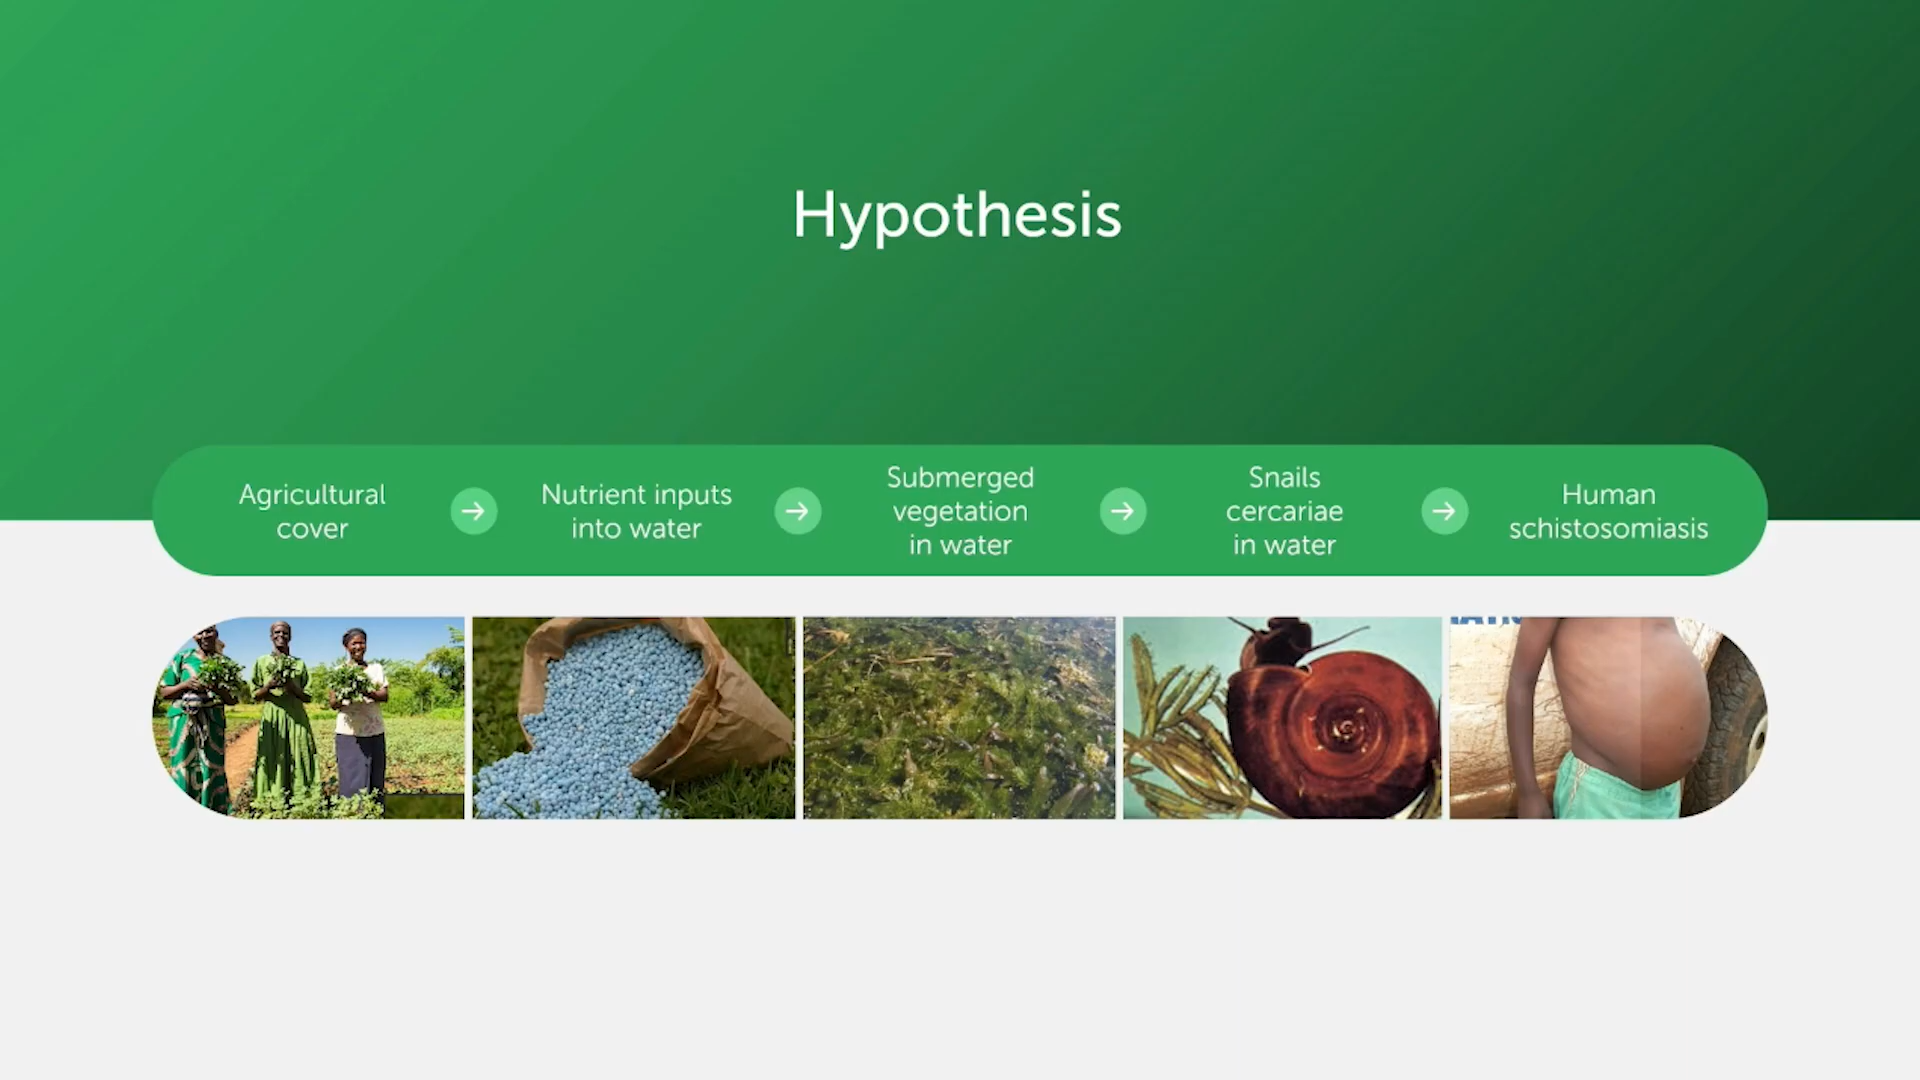 Hypothesis
Agricultural
cover
Nutrient inputs
into water
Submerged
vegetation
in water
Snails
cercariae
in water
Human
schistosomiasis